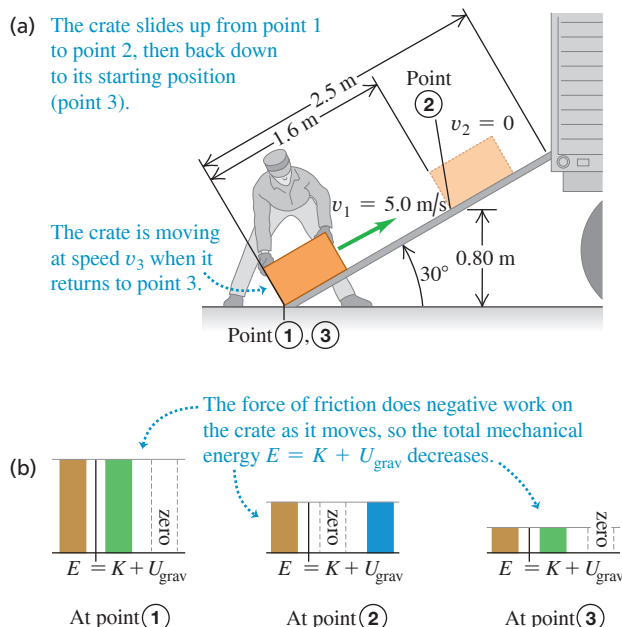 (a) The crate slides up from point 1
to point 2, then back down
to its starting position
(point 3).
2.5 m
1.6 m
Point
2
v₂ = 0
v₁ = 5.0 m/s
The crate is moving
at speed v₃ when it
returns to point 3.
30°
0.80 m
Point 1, 3
The force of friction does negative work on
the crate as it moves, so the total mechanical
energy E = K + U_grav decreases.
(b)
zero
E = K + U_grav
At point 1
zero
E = K + U_grav
At point 2
zero
E = K + U_grav
At point 3